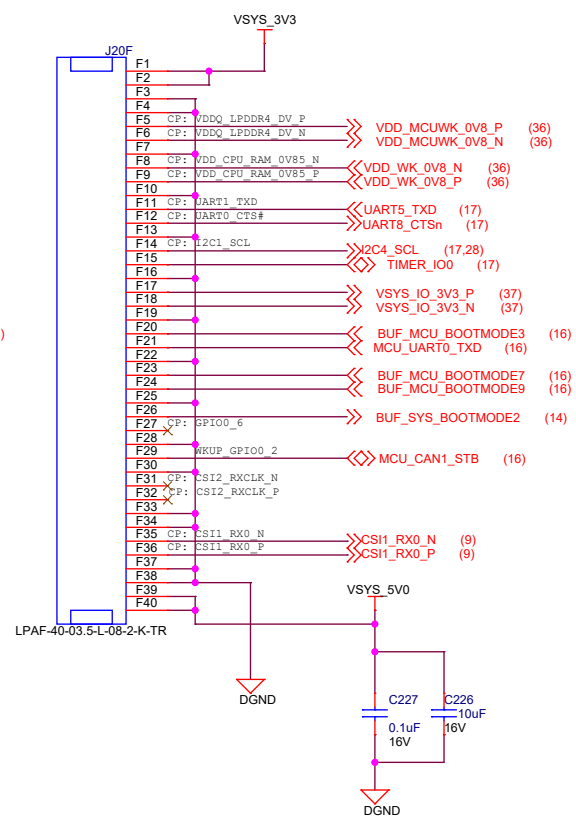 VSYS_3V3
J20F
F1
F2
F3
F4
F5 CP: VDDQ_LPDDR4_DV_P VDD_MCUWK_0V8_P (36)
F6 CP: VDDQ_LPDDR4_DV_N VDD_MCUWK_0V8_N (36)
F7
F8 CP: VDD_CPU_RAM_0V85_N VDD_WK_0V8_N (36)
F9 CP: VDD_CPU_RAM_0V85_P VDD_WK_0V8_P (36)
F10
F11 CP: UART1_TXD UART5_TXD (17)
F12 CP: UART0_CTS# UART8_CTSn (17)
F13
F14 CP: I2C1_SCL I2C4_SCL (17,28)
F15 TIMER_IO0 (17)
F16
F17 VSYS_IO_3V3_P (37)
F18 VSYS_IO_3V3_N (37)
F19
F20 BUF_MCU_BOOTMODE3 (16)
)
F21 MCU_UART0_TXD (16)
F22
F23 BUF_MCU_BOOTMODE7 (16)
F24 BUF_MCU_BOOTMODE9 (16)
F25
F26 BUF_SYS_BOOTMODE2 (14)
F27 CP: GPIO0_6
F28
F29 WKUP_GPIO0_2 MCU_CAN1_STB (16)
F30
F31 CP: CSI2_RXCLK_N
F32 CP: CSI2_RXCLK_P
F33
F34
F35 CP: CSI1_RX0_N CSI1_RX0_N (9)
F36 CP: CSI1_RX0_P CSI1_RX0_P (9)
F37
F38
F39
F40
VSYS_5V0
LPAF-40-03.5-L-08-2-K-TR
DGND
C227 C226
0.1uF 10uF
16V 16V
DGND